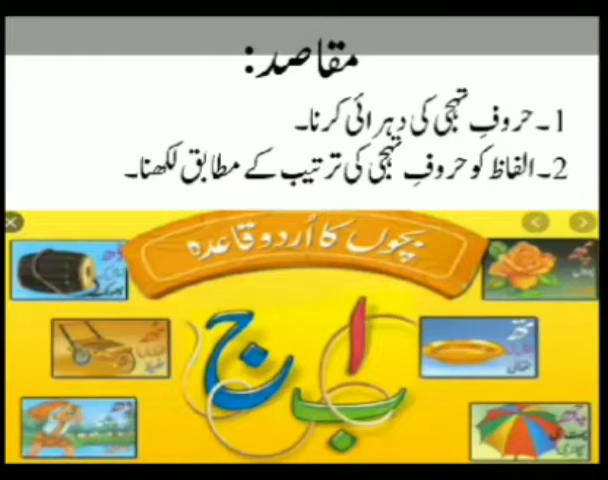 مقاصد:
1۔ حروفِ تہجی کی دہرائی کرنا۔
2۔ الفاظ کو حروفِ تہجی کی ترتیب کے مطابق لکھنا۔
بچوں کا اُردو قاعدہ
ا
ب
ج